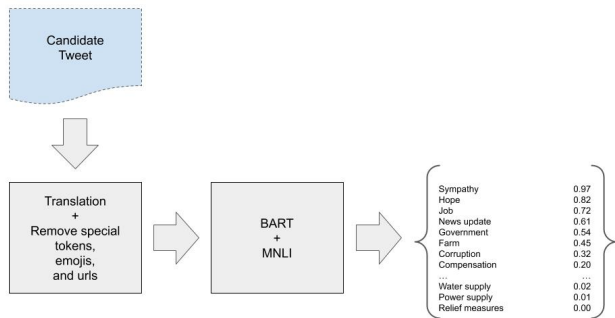 Candidate
Tweet
Translation
+
Remove special
tokens,
emojis,
and urls
BART
+
MNLI
Sympathy 0.97
Hope 0.82
Job 0.72
News update 0.61
Government 0.54
Farm 0.45
Corruption 0.32
Compensation 0.20
... ...
Water supply 0.02
Power supply 0.01
Relief measures 0.00